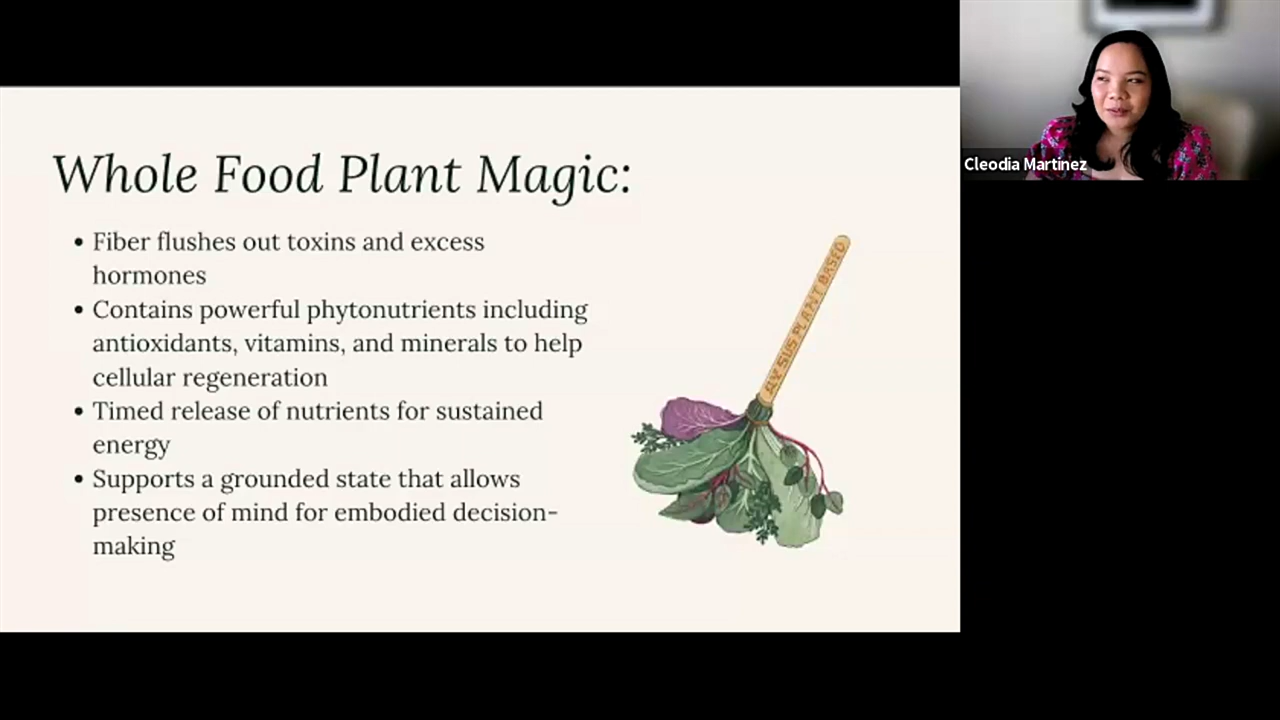 Whole Food Plant Magic:
• Fiber flushes out toxins and excess
hormones
• Contains powerful phytonutrients including
antioxidants, vitamins, and minerals to help
cellular regeneration
• Timed release of nutrients for sustained
energy
• Supports a grounded state that allows
presence of mind for embodied decision-
making
PLANT BASED
Cleodia Martinez